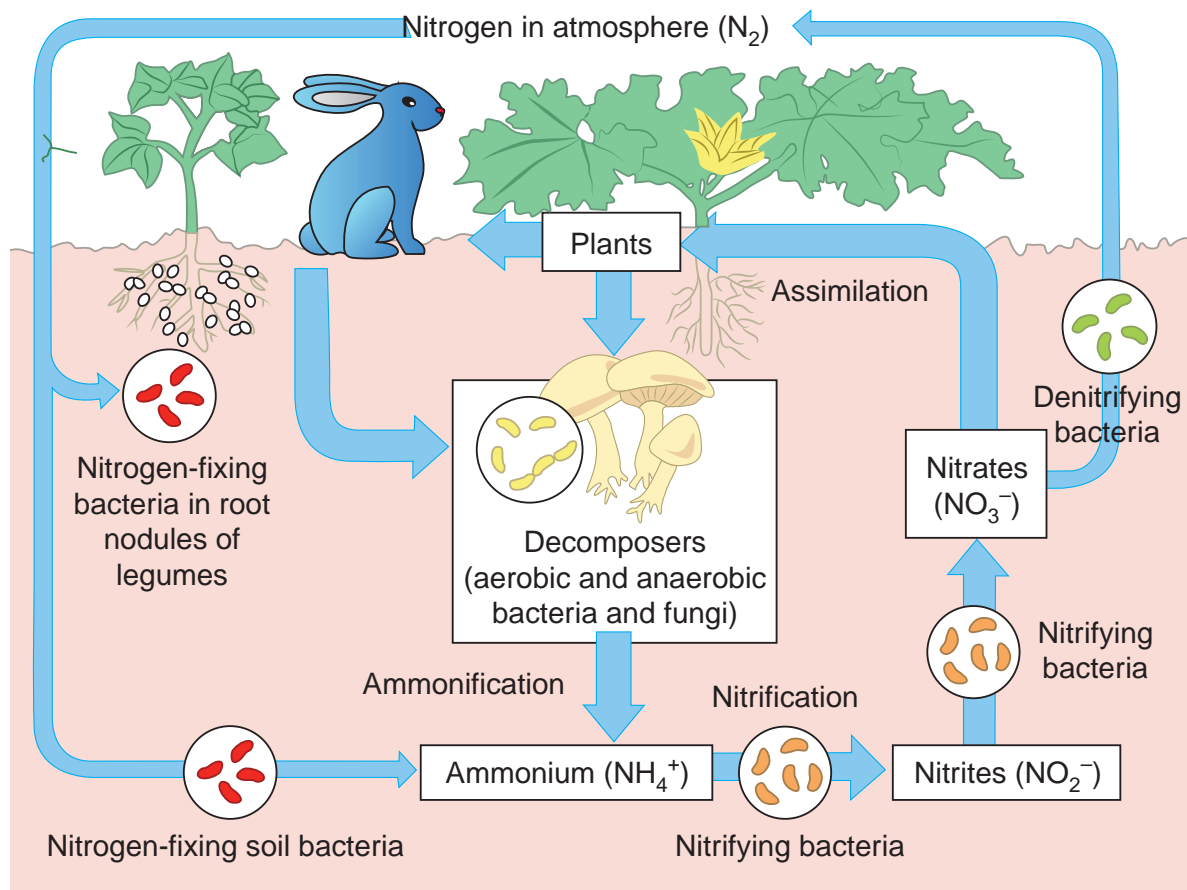 Nitrogen in atmosphere (N₂)
Plants
Assimilation
Denitrifying
bacteria
Nitrogen-fixing
bacteria in root
nodules of
legumes
Nitrates
(NO₃⁻)
Decomposers
(aerobic and anaerobic
bacteria and fungi)
Nitrifying
bacteria
Ammonification
Nitrification
Ammonium (NH₄⁺)
Nitrites (NO₂⁻)
Nitrogen-fixing soil bacteria
Nitrifying bacteria